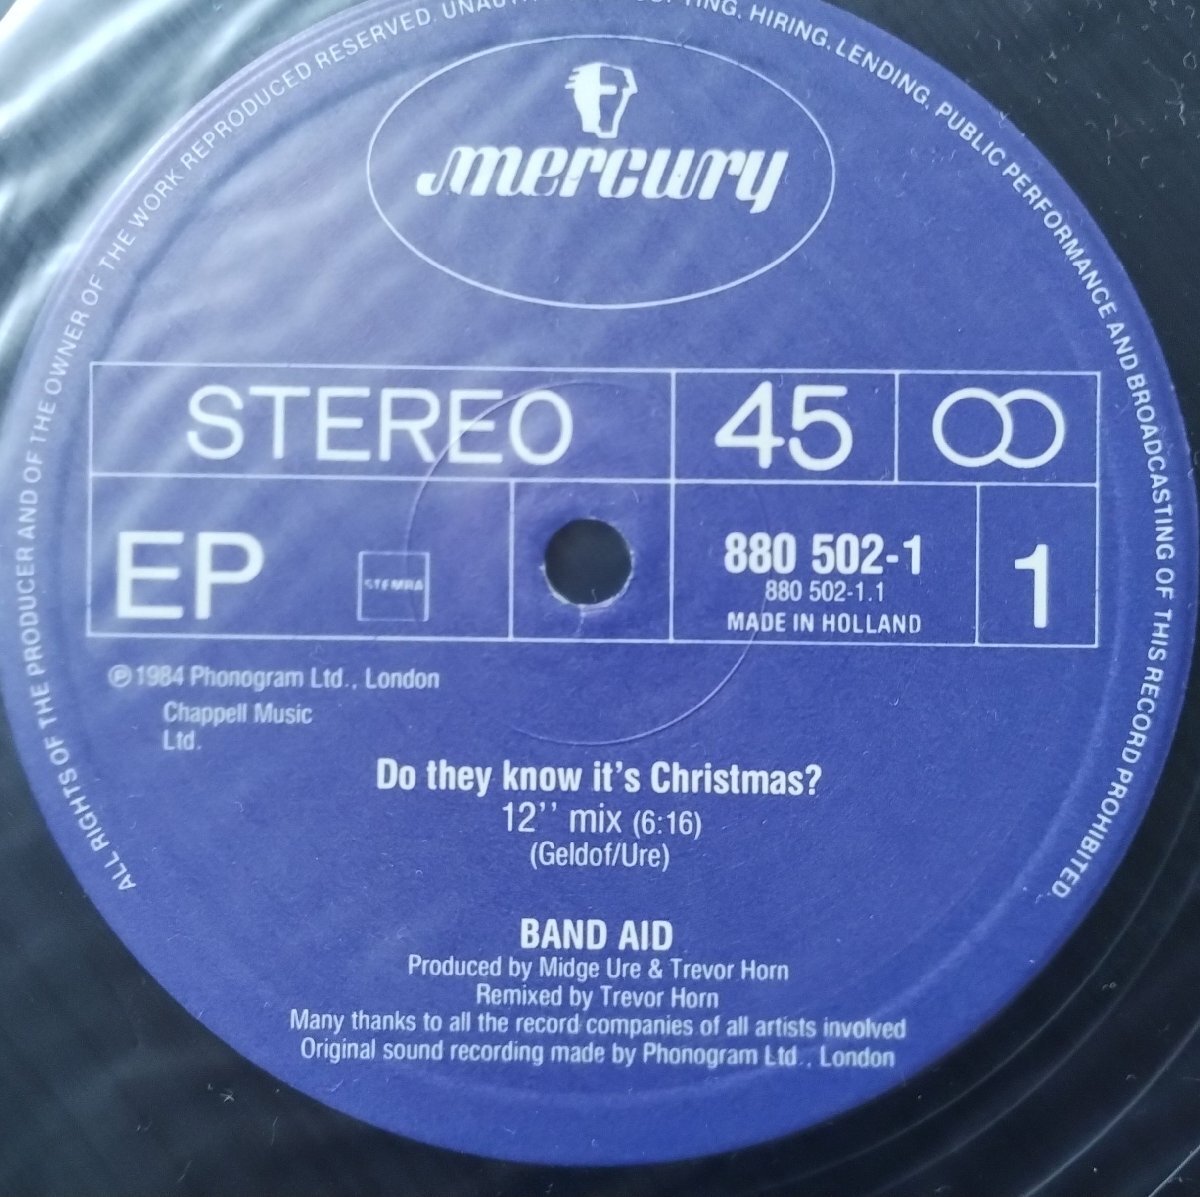 ALL RIGHTS OF THE PRODUCER AND OF THE OWNER OF THE WORK REPRODUCED RESERVED. HIRING, LENDING, PUBLIC PERFORMANCE AND BROADCASTING OF THIS RECORD PROHIBITED.
mercury
STEREO 45
EP STEMRA 880 502-1 1
880 502-1.1
MADE IN HOLLAND
℗ 1984 Phonogram Ltd., London
Chappell Music
Ltd.
Do they know it's Christmas?
12'' mix (6:16)
(Geldof/Ure)
BAND AID
Produced by Midge Ure & Trevor Horn
Remixed by Trevor Horn
Many thanks to all the record companies of all artists involved
Original sound recording made by Phonogram Ltd., London